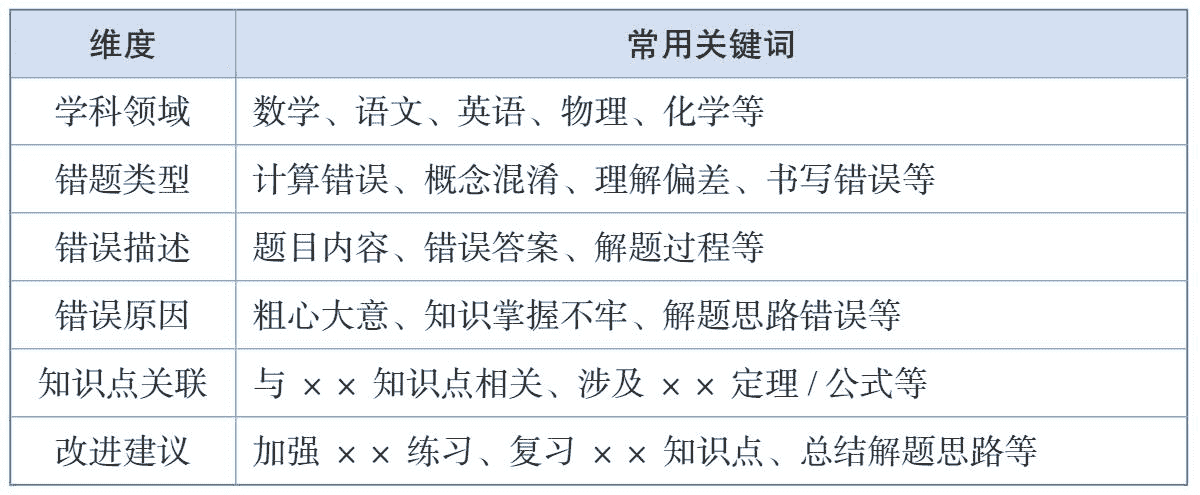 维度 常用关键词
学科领域 数学、语文、英语、物理、化学等
错题类型 计算错误、概念混淆、理解偏差、书写错误等
错误描述 题目内容、错误答案、解题过程等
错误原因 粗心大意、知识掌握不牢、解题思路错误等
知识点关联 与 × × 知识点相关、涉及 × × 定理 / 公式等
改进建议 加强 × × 练习、复习 × × 知识点、总结解题思路等